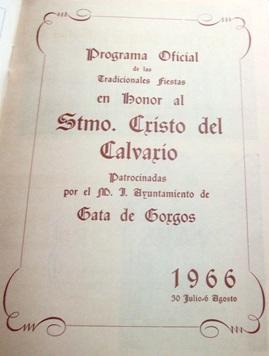 Programa Oficial
de las
Tradicionales Fiestas
en Honor al
Stmo. Cristo del
Calvario
Patrocinadas
por el M. I. Ayuntamiento de
Gata de Gorgos
1966
30 Julio-6 Agosto